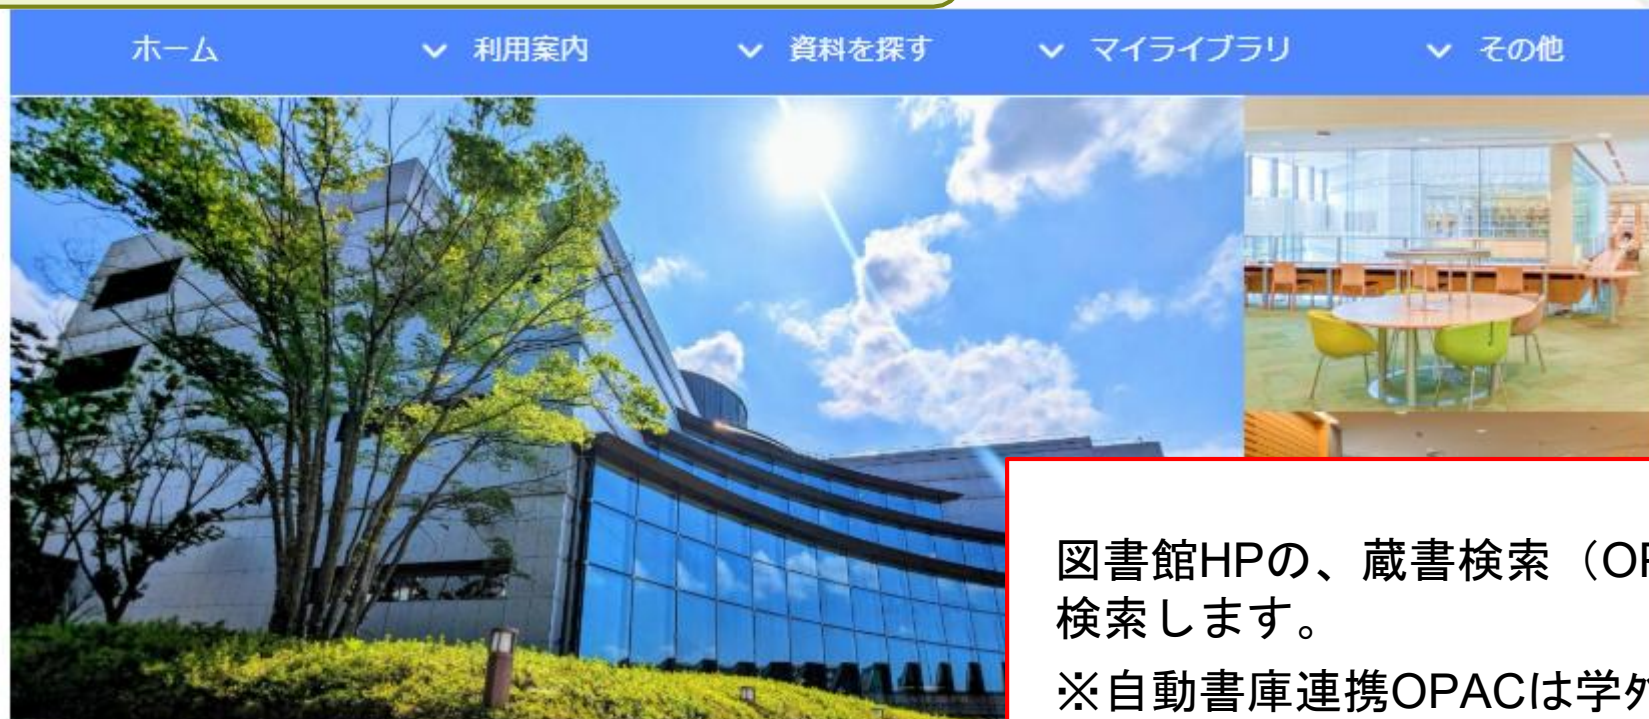 ホーム
利用案内
資料を探す
マイライブラリ
その他
図書館HPの、蔵書検索（OP
検索します。
※自動書庫連携OPACは学外